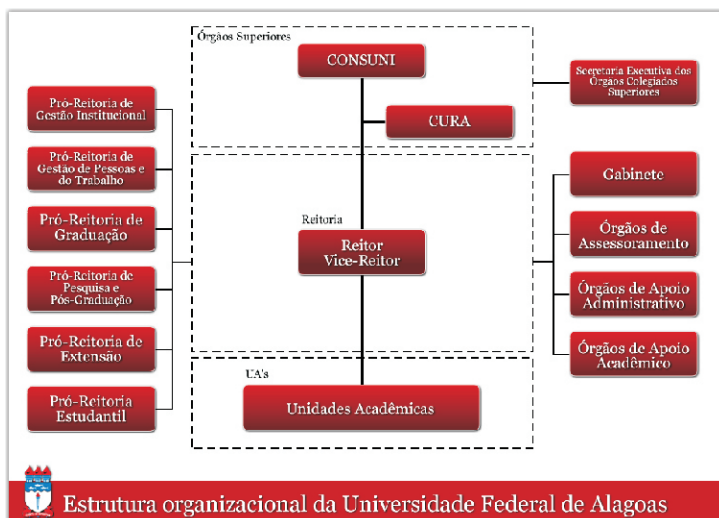 Órgãos Superiores
CONSUNI
CURA
Secretaria Executiva dos
Órgãos Colegiados
Superiores
Pró-Reitoria de
Gestão Institucional
Pró-Reitoria de
Gestão de Pessoas e
do Trabalho
Pró-Reitoria de
Graduação
Pró-Reitoria de
Pesquisa e
Pós-Graduação
Pró-Reitoria de
Extensão
Pró-Reitoria
Estudantil
Reitoria
Reitor
Vice-Reitor
Gabinete
Órgãos de
Assessoramento
Órgãos de Apoio
Administrativo
Órgãos de Apoio
Acadêmico
UA's
Unidades Acadêmicas
Estrutura organizacional da Universidade Federal de Alagoas